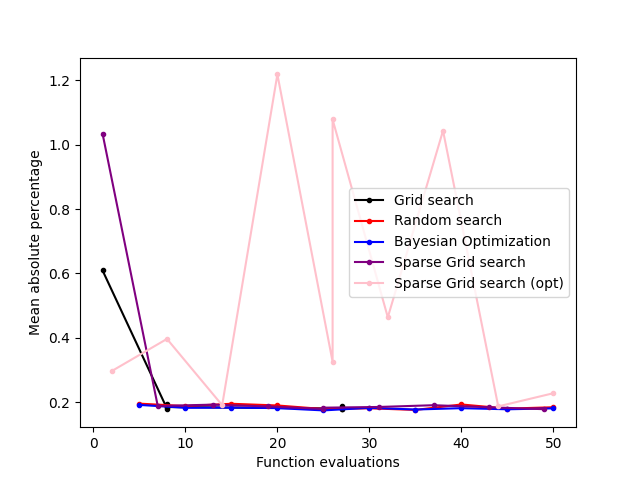 1.2
1.0
0.8
0.6
0.4
0.2
Mean absolute percentage
Grid search
Random search
Bayesian Optimization
Sparse Grid search
Sparse Grid search (opt)
0 10 20 30 40 50
Function evaluations